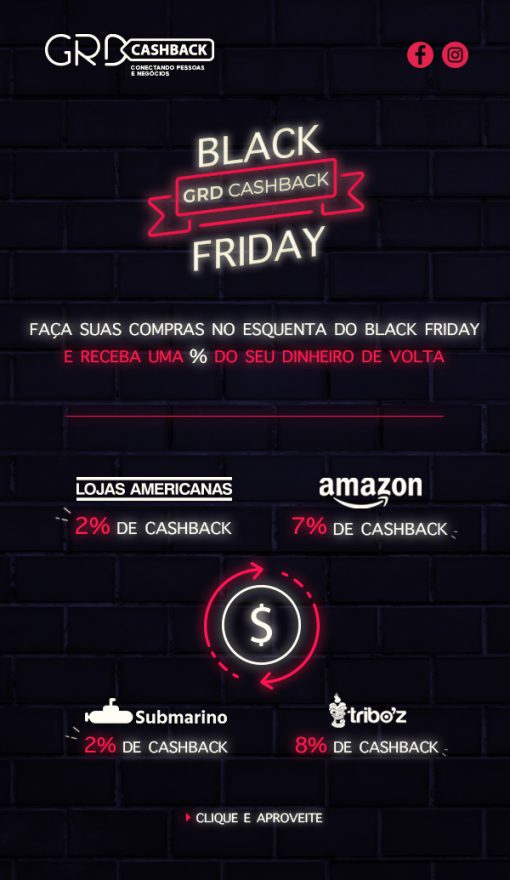 GRD CASHBACK
CONECTANDO PESSOAS
E NEGÓCIOS
BLACK
GRD CASHBACK
FRIDAY
FAÇA SUAS COMPRAS NO ESQUENTA DO BLACK FRIDAY
E RECEBA UMA % DO SEU DINHEIRO DE VOLTA
LOJAS AMERICANAS
2% DE CASHBACK
amazon
7% DE CASHBACK
$
Submarino
2% DE CASHBACK
tribo'z
8% DE CASHBACK
CLIQUE E APROVEITE